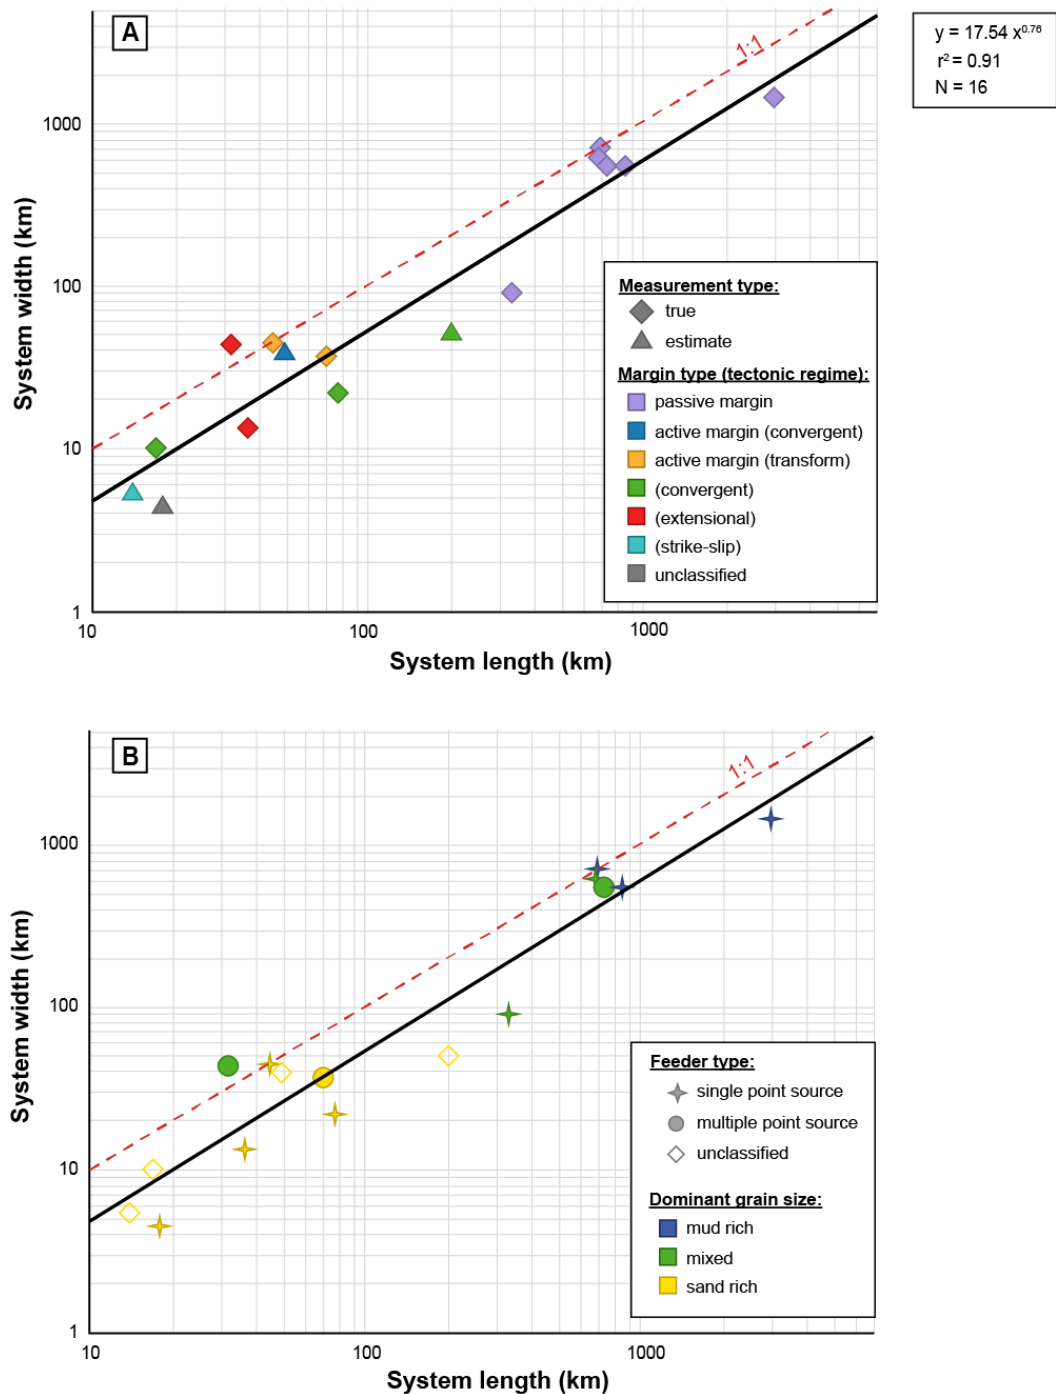 A
1:1
y = 17.54 x^0.76
r² = 0.91
N = 16
1000
100
10
1
System width (km)
Measurement type:
true
estimate
Margin type (tectonic regime):
passive margin
active margin (convergent)
active margin (transform)
(convergent)
(extensional)
(strike-slip)
unclassified
10
100
1000
System length (km)
B
1:1
1000
100
10
1
System width (km)
Feeder type:
single point source
multiple point source
unclassified
Dominant grain size:
mud rich
mixed
sand rich
10
100
1000
System length (km)